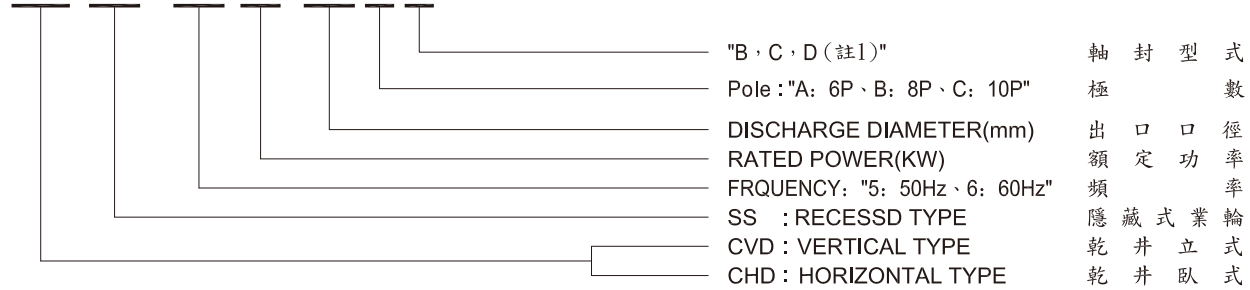 "B，C，D（註1）" 軸封型式
Pole："A：6P、B：8P、C：10P" 極數
DISCHARGE DIAMETER(mm) 出口口徑
RATED POWER(KW) 額定功率
FRQUENCY："5：50Hz、6：60Hz" 頻率
SS ：RECESSD TYPE 隱藏式業輪
CVD：VERTICAL TYPE 乾井立式
CHD：HORIZONTAL TYPE 乾井臥式